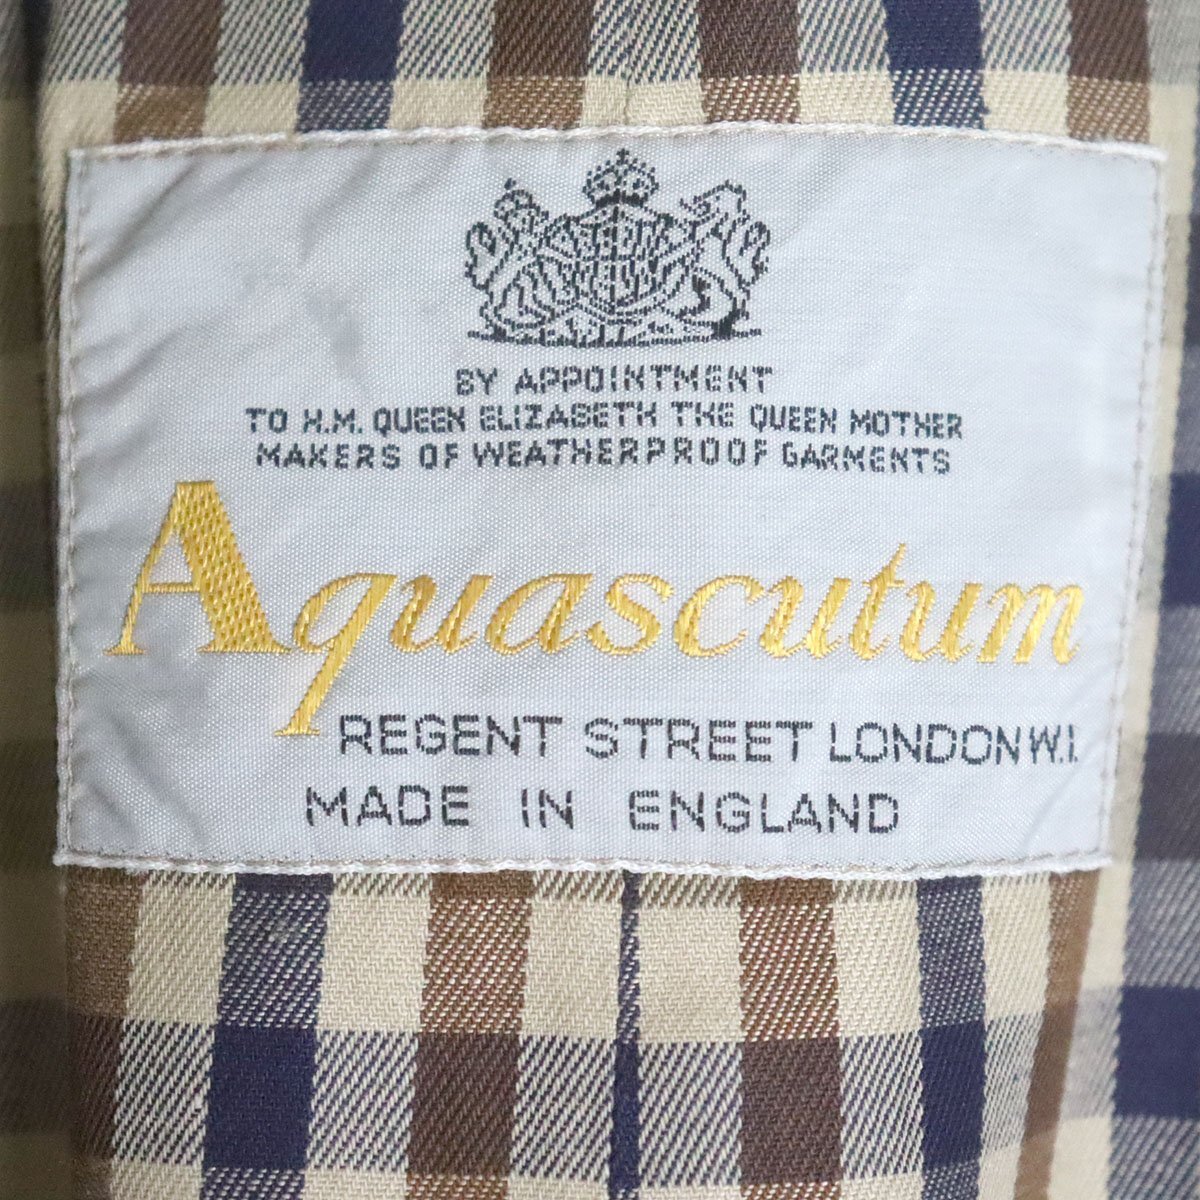 BY APPOINTMENT
TO H.M. QUEEN ELIZABETH THE QUEEN MOTHER
MAKERS OF WEATHERPROOF GARMENTS
Aquascutum
REGENT STREET LONDON W.I.
MADE IN ENGLAND